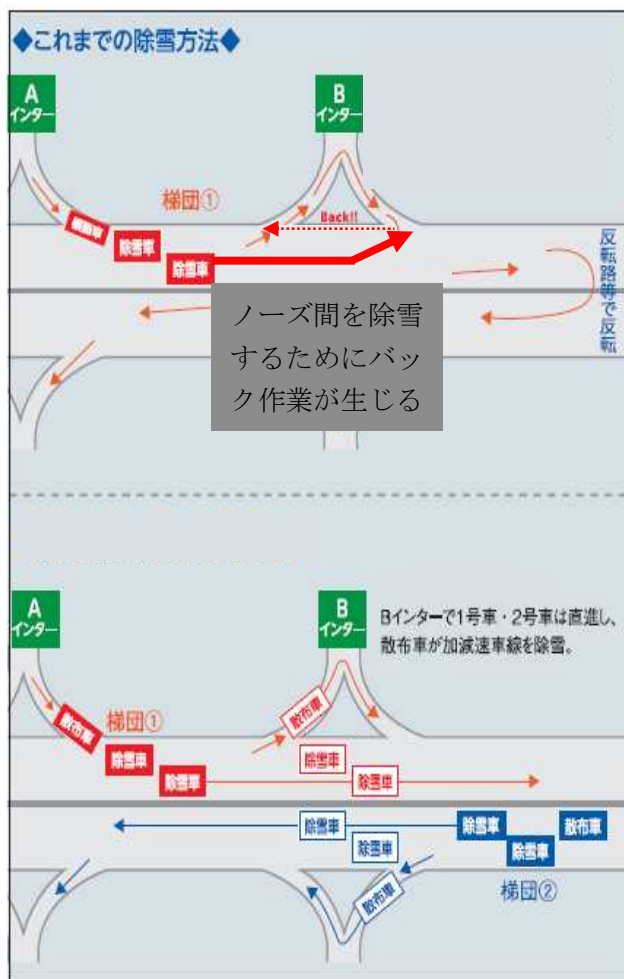 ◆これまでの除雪方法◆
A
インター
B
インター
梯団①
Back!!
除雪車
除雪車
反転路等で反転
ノーズ間を除雪
するためにバッ
ク作業が生じる
A
インター
B
インター
Bインターで1号車・2号車は直進し、
散布車が加減速車線を除雪。
散布車
梯団①
散布車
除雪車
除雪車
除雪車
除雪車
除雪車
除雪車
散布車
除雪車
除雪車
散布車
梯団②